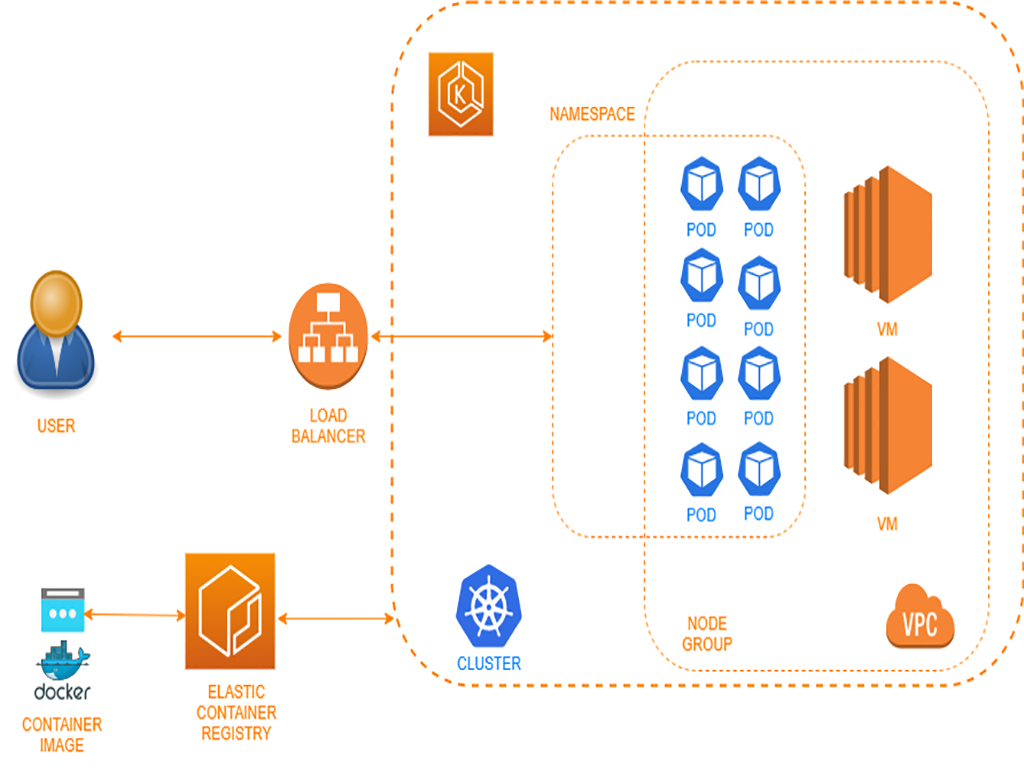 K
NAMESPACE
POD POD
POD
POD
VM
POD POD
POD POD
VM
USER
LOAD
BALANCER
NODE
GROUP
VPC
CLUSTER
docker
CONTAINER
IMAGE
ELASTIC
CONTAINER
REGISTRY